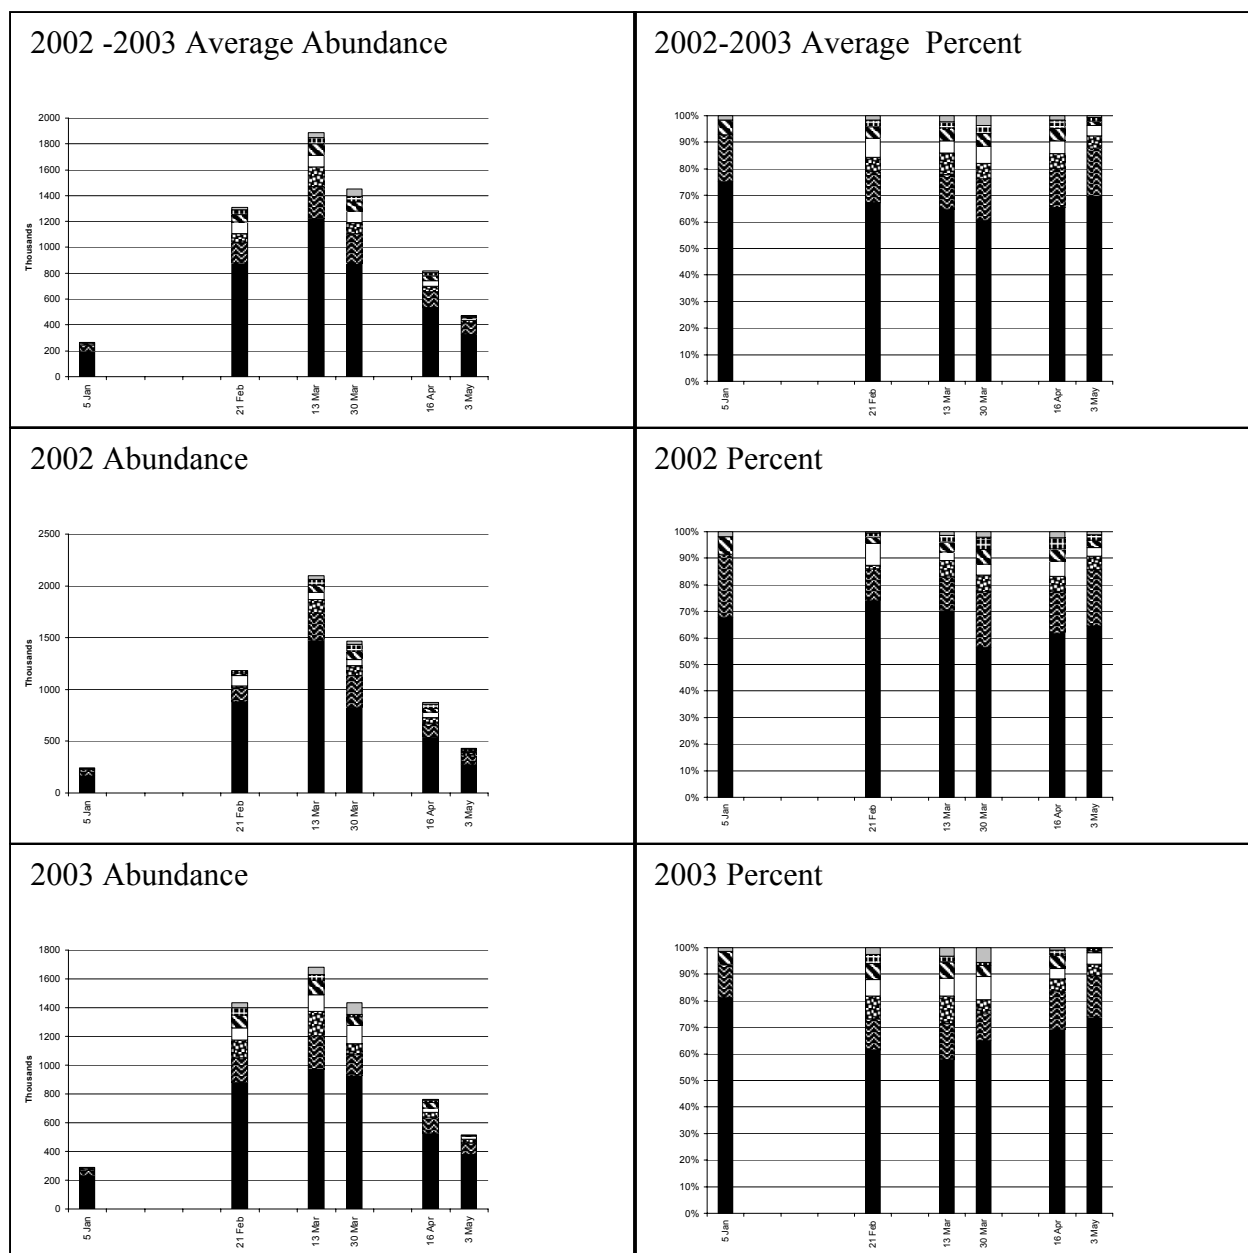 2002 -2003 Average Abundance
2000
1800
1600
1400
1200
1000
800
600
400
200
0
Thousands
5 Jan
21 Feb
13 Mar
30 Mar
16 Apr
3 May
2002-2003 Average Percent
100%
90%
80%
70%
60%
50%
40%
30%
20%
10%
0%
5 Jan
21 Feb
13 Mar
30 Mar
16 Apr
3 May
2002 Abundance
2500
2000
1500
1000
500
0
Thousands
5 Jan
21 Feb
13 Mar
30 Mar
16 Apr
3 May
2002 Percent
100%
90%
80%
70%
60%
50%
40%
30%
20%
10%
0%
5 Jan
21 Feb
13 Mar
30 Mar
16 Apr
3 May
2003 Abundance
1800
1600
1400
1200
1000
800
600
400
200
0
Thousands
5 Jan
21 Feb
13 Mar
30 Mar
16 Apr
3 May
2003 Percent
100%
90%
80%
70%
60%
50%
40%
30%
20%
10%
0%
5 Jan
21 Feb
13 Mar
30 Mar
16 Apr
3 May